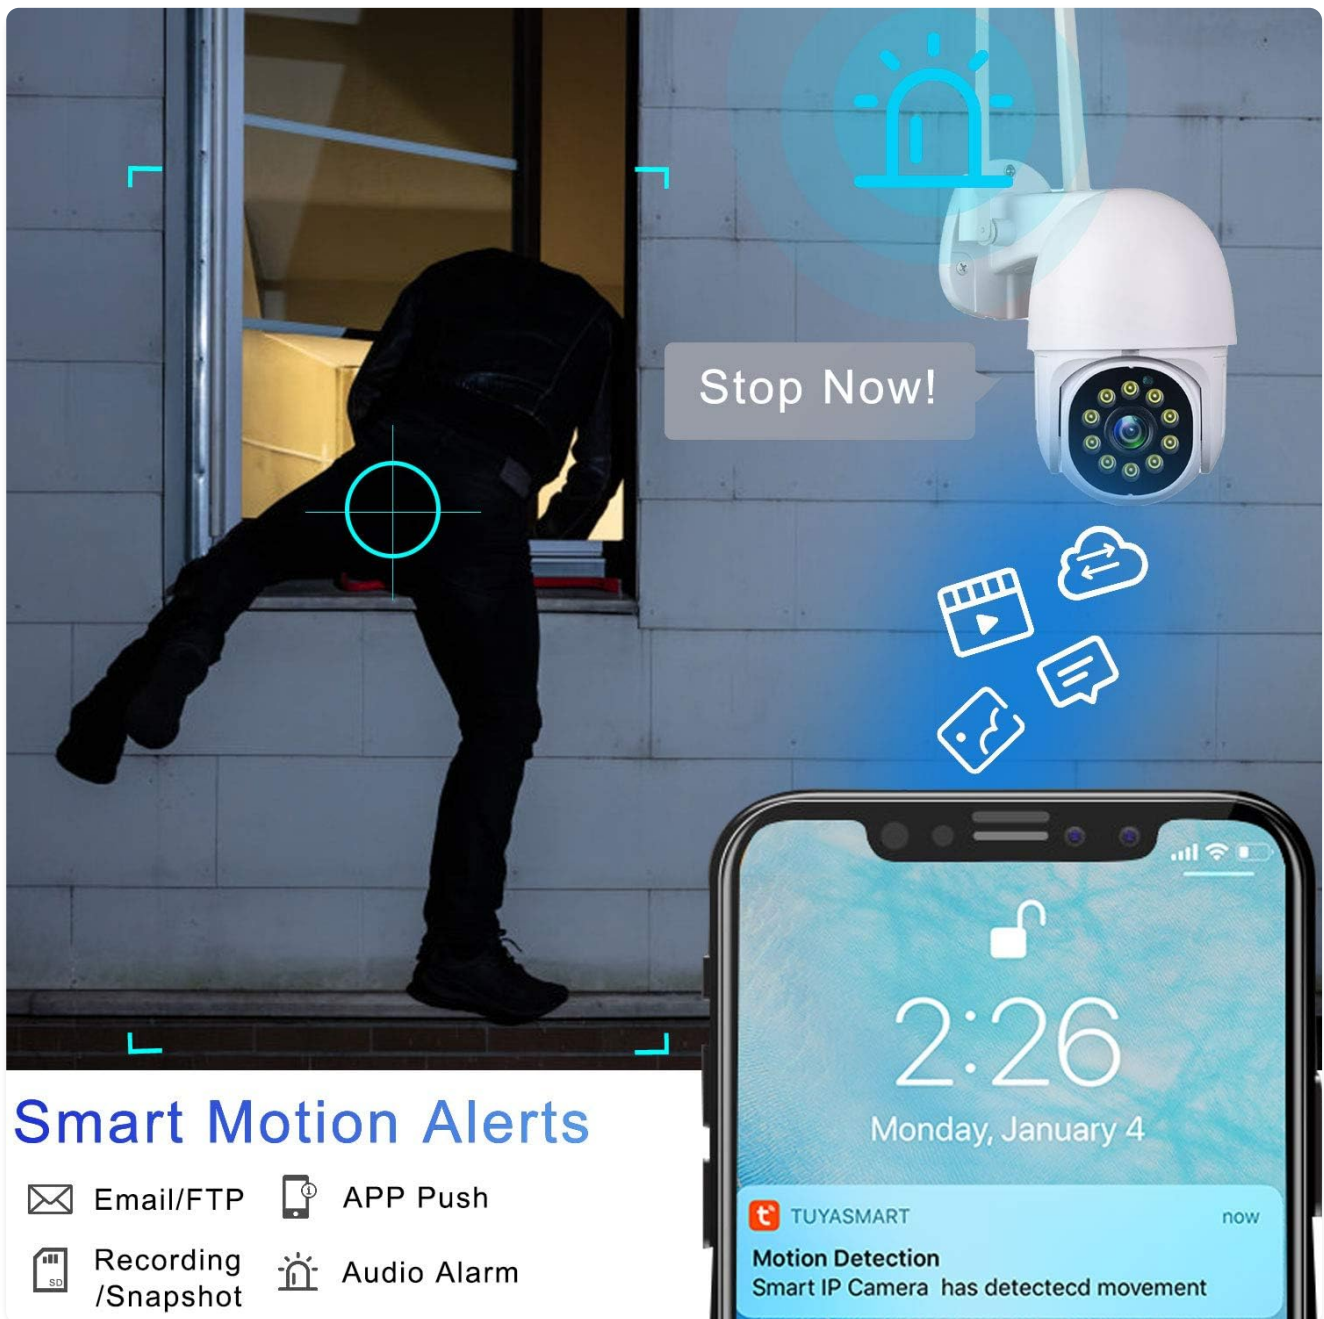 Stop Now!
2:26
Monday, January 4
TUYASMART now
Motion Detection
Smart IP Camera has detectecd movement
Smart Motion Alerts
Email/FTP APP Push
Recording
/Snapshot
Audio Alarm
SD